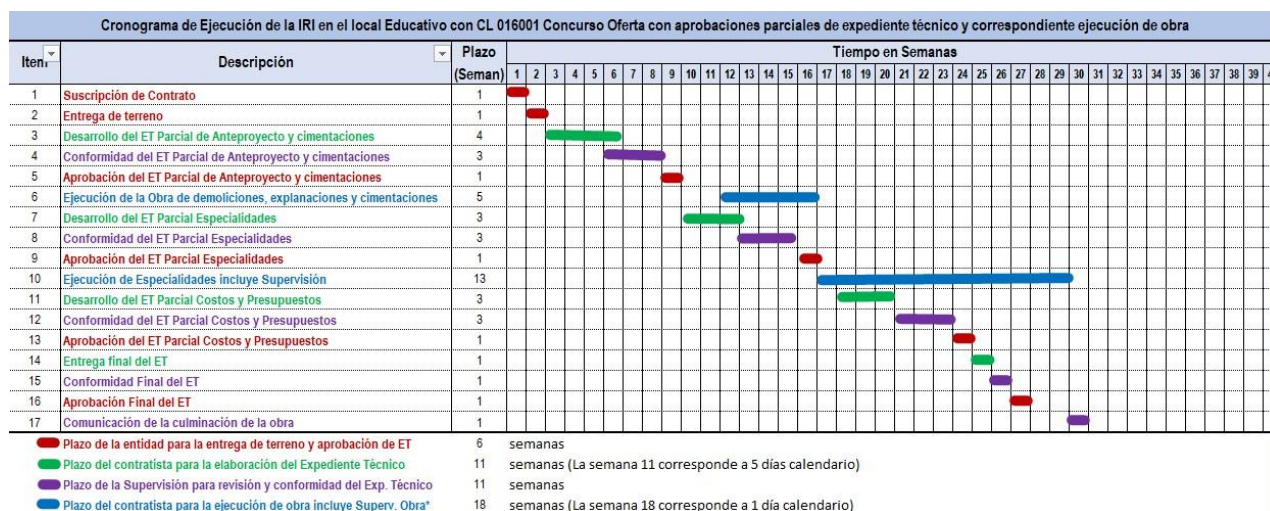 Cronograma de Ejecución de la IRI en el local Educativo con CL 016001 Concurso Oferta con aprobaciones parciales de expediente técnico y correspondiente ejecución de obra
Descripción Plazo (Seman) Tiempo en Semanas
1 2 3 4 5 6 7 8 9 10 11 12 13 14 15 16 17 18 19 20 21 22 23 24 25 26 27 28 29 30 31 32 33 34 35 36 37 38 39
1 Suscripción de Contrato 1
2 Entrega de terreno 1
3 Desarrollo del ET Parcial de Anteproyecto y cimentaciones 4
4 Conformidad del ET Parcial de Anteproyecto y cimentaciones 3
5 Aprobación del ET Parcial de Anteproyecto y cimentaciones 1
6 Ejecución de la Obra de demoliciones, explanaciones y cimentaciones 5
7 Desarrollo del ET Parcial Especialidades 3
8 Conformidad del ET Parcial Especialidades 3
9 Aprobación del ET Parcial Especialidades 1
10 Ejecución de Especialidades incluye Supervisión 13
11 Desarrollo del ET Parcial Costos y Presupuestos 3
12 Conformidad del ET Parcial Costos y Presupuestos 3
13 Aprobación del ET Parcial Costos y Presupuestos 1
14 Entrega final del ET 1
15 Conformidad Final del ET 1
16 Aprobación Final del ET 1
17 Comunicación de la culminación de la obra 1
Plazo de la entidad para la entrega de terreno y aprobación de ET 6 semanas
Plazo del contratista para la elaboración del Expediente Técnico 11 semanas (La semana 11 corresponde a 5 días calendario)
Plazo de la Supervisión para revisión y conformidad del Exp. Técnico 11 semanas
Plazo del contratista para la ejecución de obra incluye Superv. Obra* 18 semanas (La semana 18 corresponde a 1 día calendario)